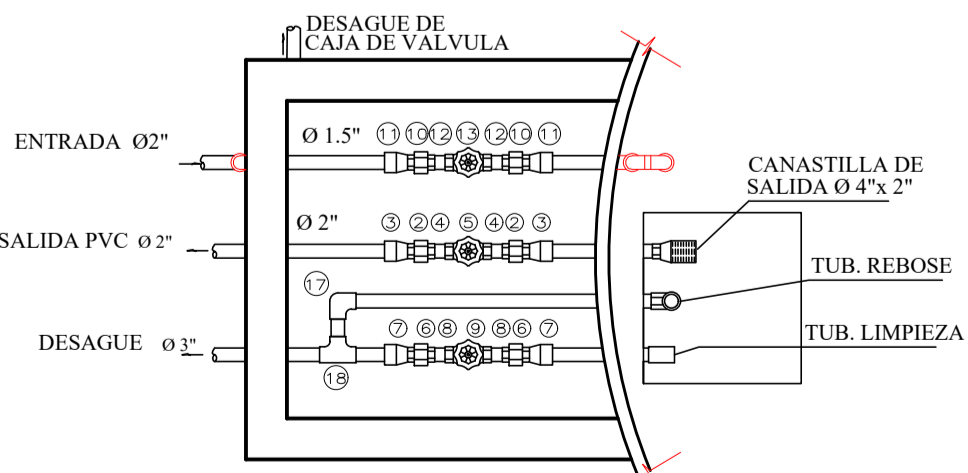 DESAGUE DE
CAJA DE VALVULA
ENTRADA Ø2"
Ø 1.5"
11 10 12 13 12 10 11
CANASTILLA DE
SALIDA Ø 4"x 2"
SALIDA PVC Ø 2"
Ø 2"
3 2 4 5 4 2 3
TUB. REBOSE
17
DESAGUE Ø 3"
7 6 8 9 8 6 7
TUB. LIMPIEZA
18